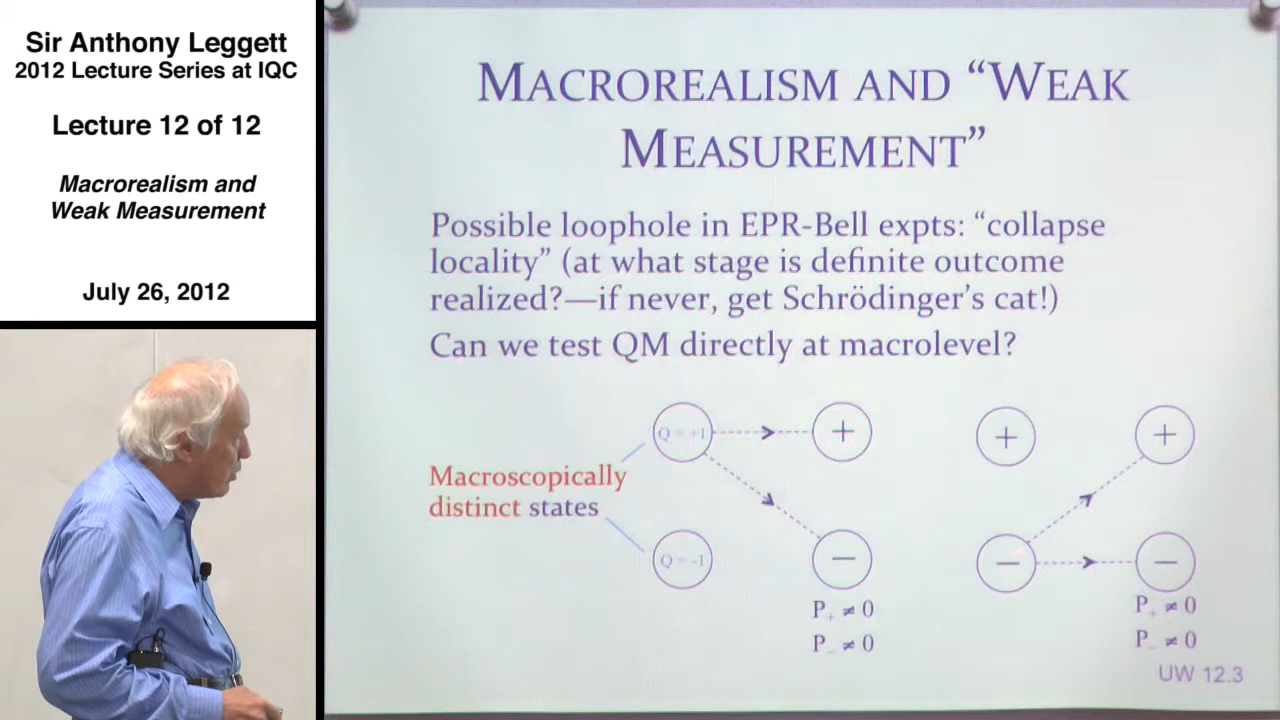 Sir Anthony Leggett
2012 Lecture Series at IQC
Lecture 12 of 12
Macrorealism and
Weak Measurement
July 26, 2012
MACROREALISM AND “WEAK
MEASUREMENT”
Possible loophole in EPR-Bell expts: “collapse
locality” (at what stage is definite outcome
realized?—if never, get Schrödinger’s cat!)
Can we test QM directly at macrolevel?
Q = +1 + + +
Macroscopically
distinct states
Q = -1 − − −
P₊ ≠ 0 P₊ ≠ 0
P₋ ≠ 0 P₋ ≠ 0
UW 12.3